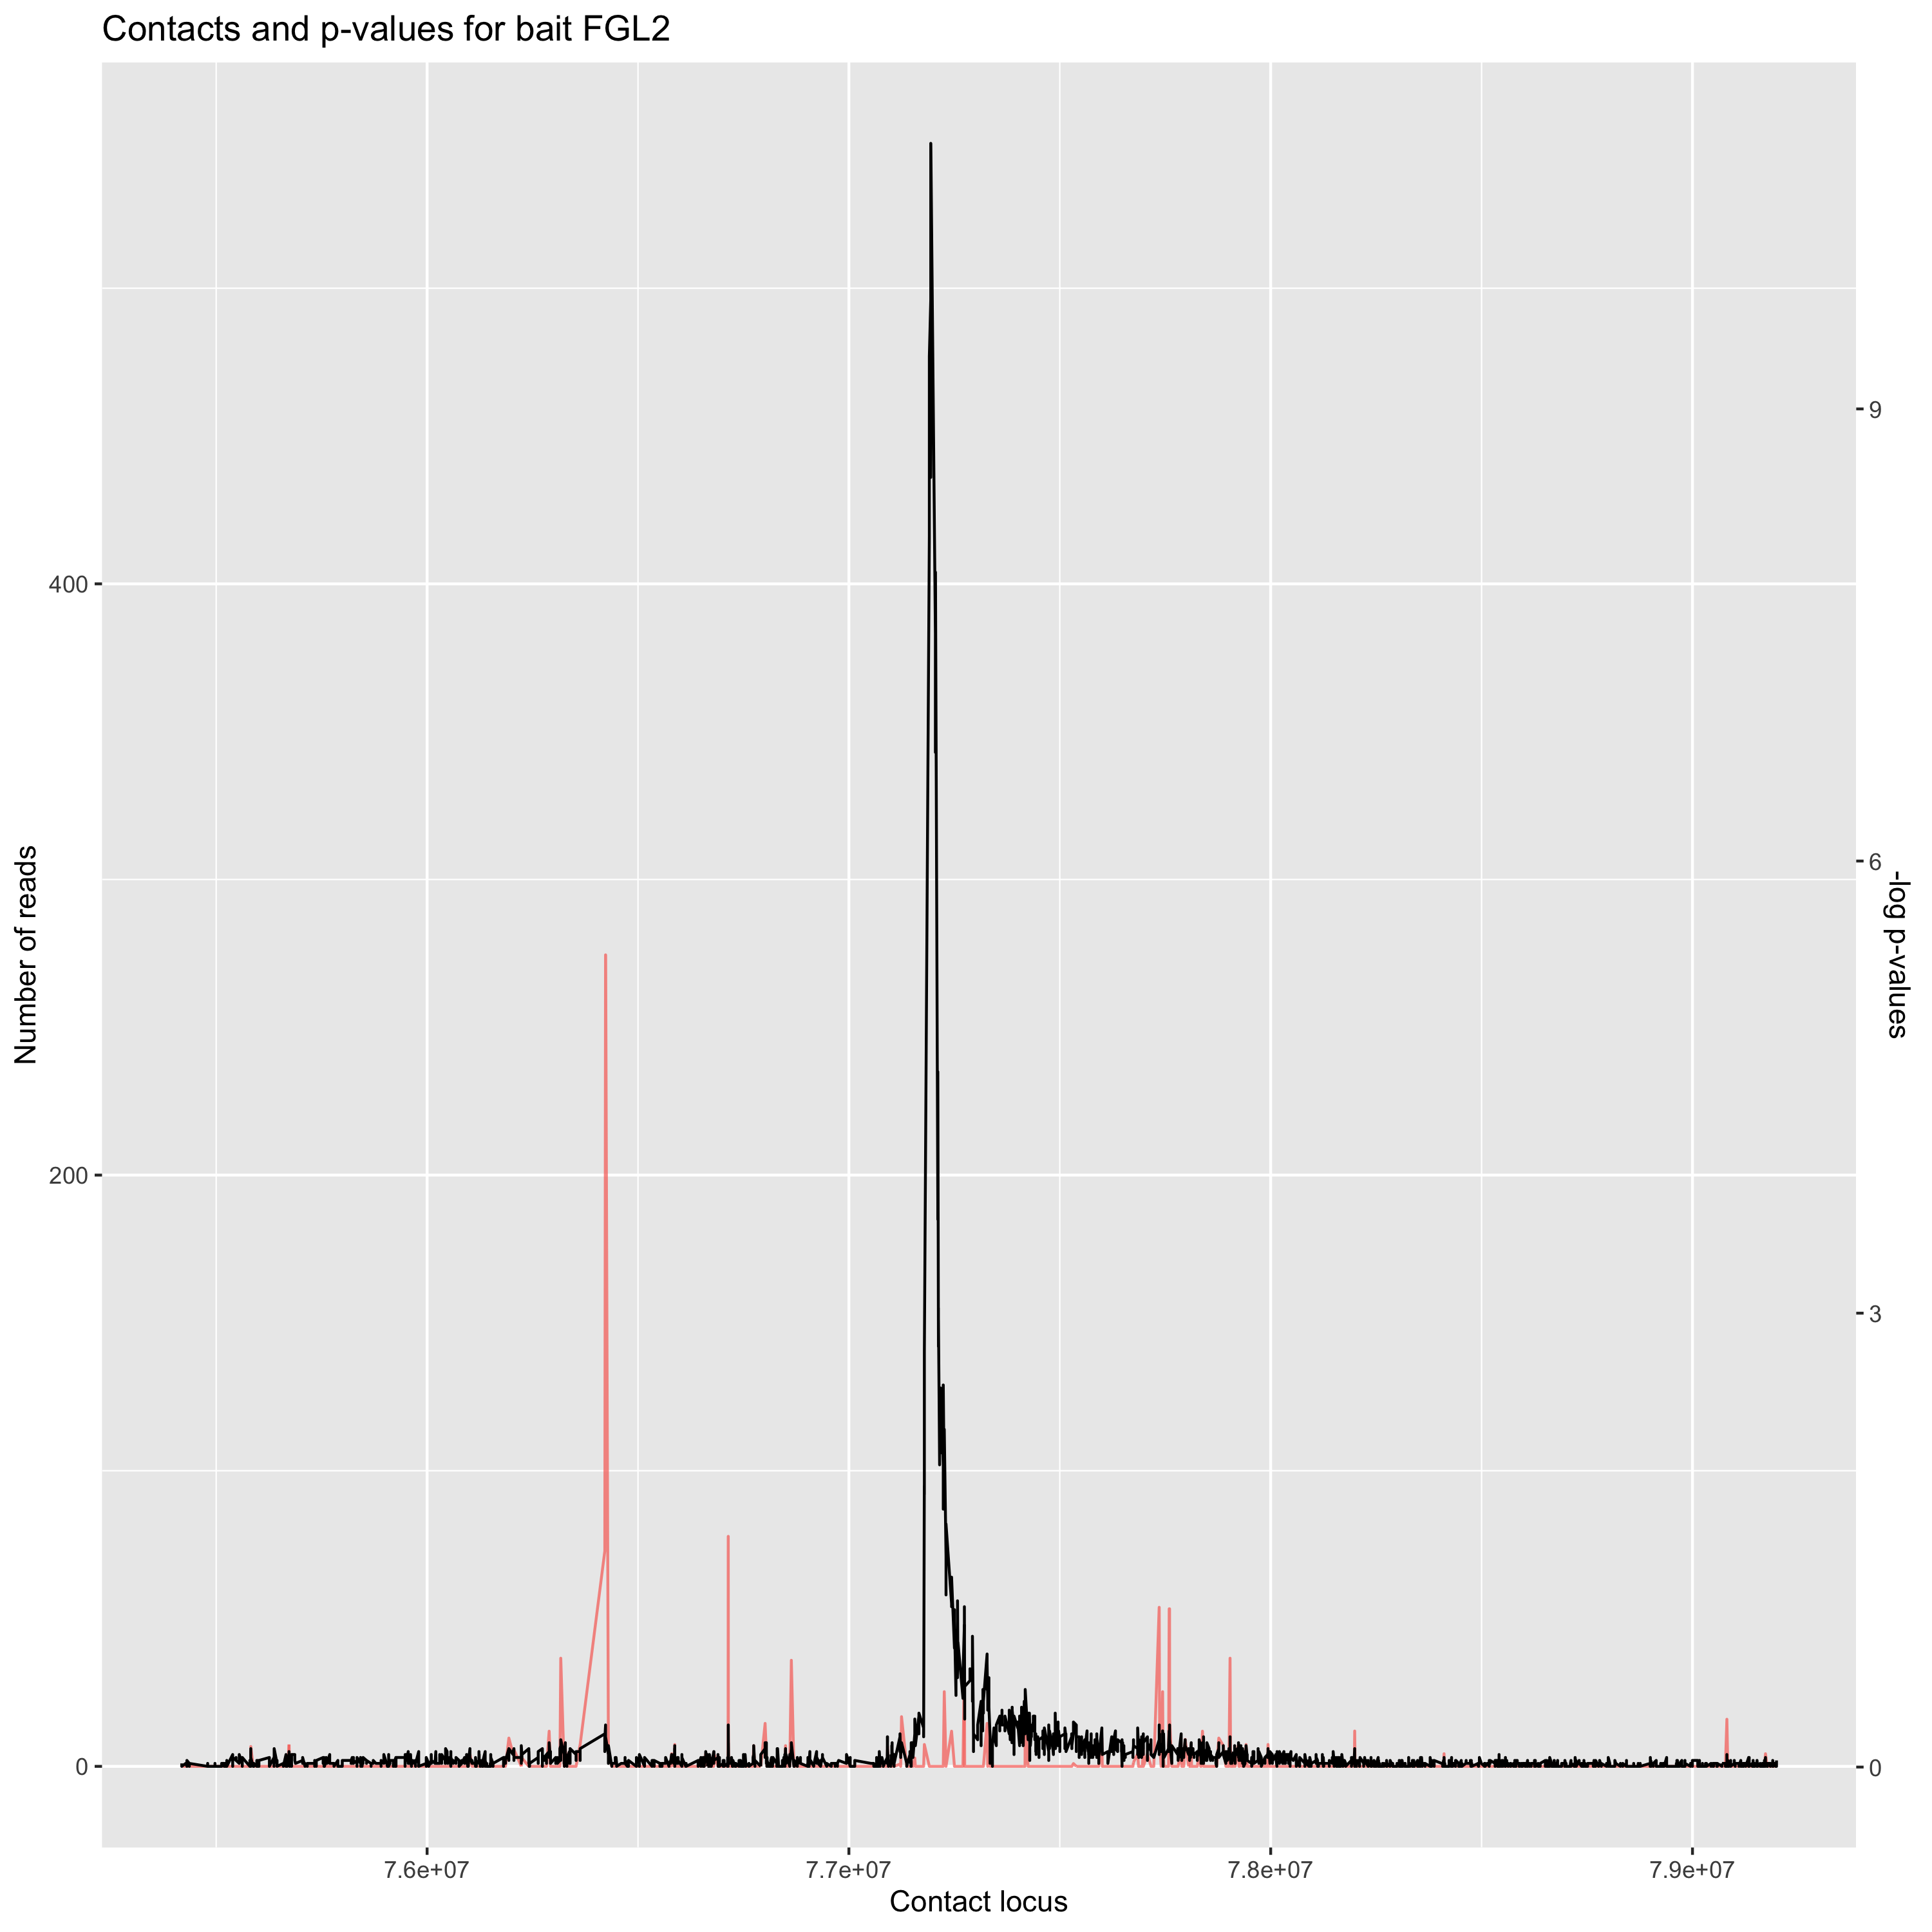 Contacts and p-values for bait FGL2
Number of reads
400
200
0
9
6
3
0
-log p-values
7.6e+07
7.7e+07
7.8e+07
7.9e+07
Contact locus